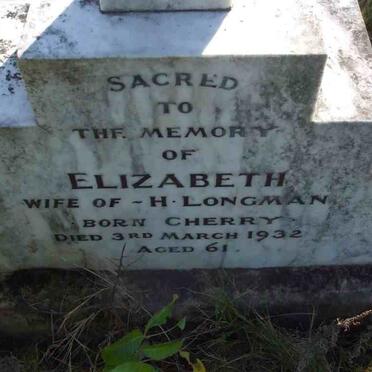 SACRED
TO
THE MEMORY
OF
ELIZABETH
WIFE OF ~ H. LONGMAN
BORN CHERRY
DIED 3RD MARCH 1932
AGED 61.